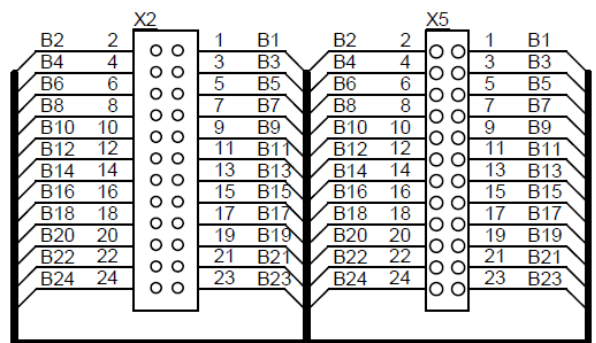 X2 X5
B2 2 1 B1 B2 2 1 B1
B4 4 3 B3 B4 4 3 B3
B6 6 5 B5 B6 6 5 B5
B8 8 7 B7 B8 8 7 B7
B10 10 9 B9 B10 10 9 B9
B12 12 11 B11 B12 12 11 B11
B14 14 13 B13 B14 14 13 B13
B16 16 15 B15 B16 16 15 B15
B18 18 17 B17 B18 18 17 B17
B20 20 19 B19 B20 20 19 B19
B22 22 21 B21 B22 22 21 B21
B24 24 23 B23 B24 24 23 B23